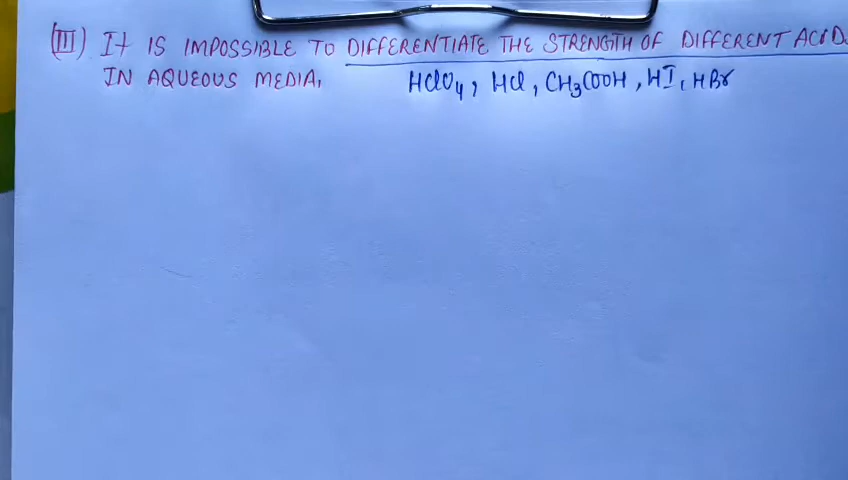 (III) It IS IMPOSSIBLE TO DIFFERENTIATE THE STRENGTH OF DIFFERENT ACID
IN AQUEOUS MEDIA, HClO₄, HCl, CH₃COOH, HI, HBr